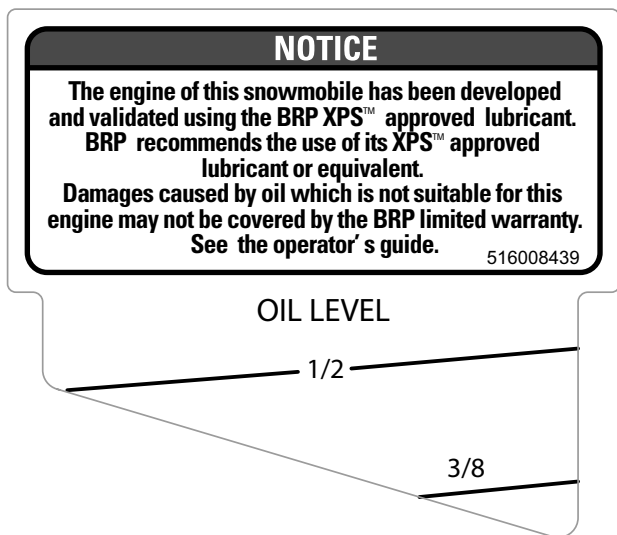 NOTICE
The engine of this snowmobile has been developed
and validated using the BRP XPS™ approved lubricant.
BRP recommends the use of its XPS™ approved
lubricant or equivalent.
Damages caused by oil which is not suitable for this
engine may not be covered by the BRP limited warranty.
See the operator' s guide.
516008439
OIL LEVEL
1/2
3/8